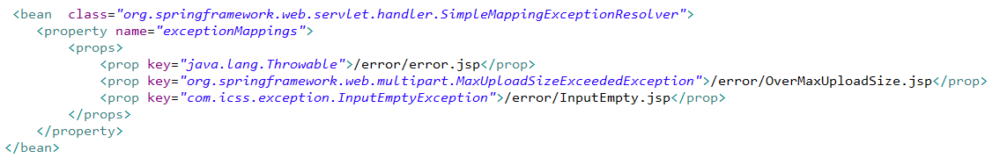 <bean  class="org.springframework.web.servlet.handler.SimpleMappingExceptionResolver">
    <property name="exceptionMappings">
        <props>
            <prop key="java.lang.Throwable">/error/error.jsp</prop>
            <prop key="org.springframework.web.multipart.MaxUploadSizeExceededException">/error/OverMaxUploadSize.jsp</prop>
            <prop key="com.icss.exception.InputEmptyException">/error/InputEmpty.jsp</prop>
        </props>
    </property>
</bean>